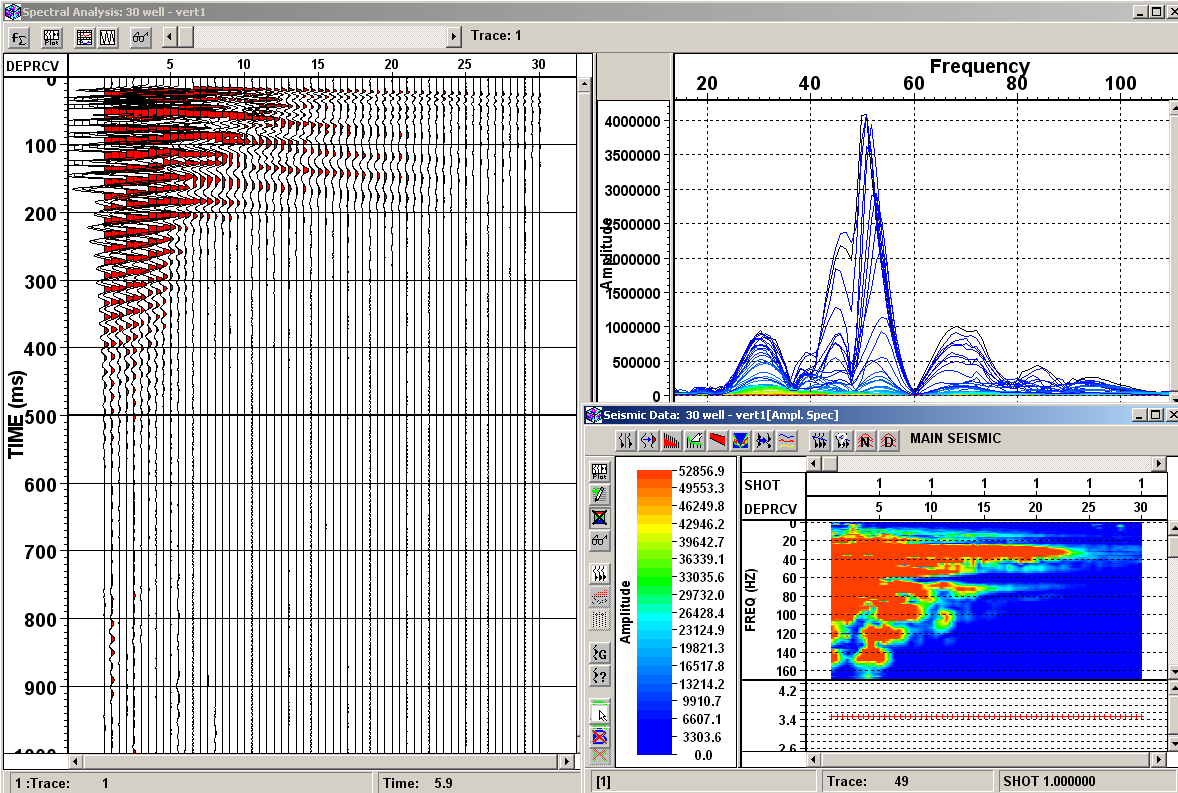 Spectral Analysis: 30 well - vert1
fΣ
Plot
Trace: 1
DEPRCV 5 10 15 20 25 30
0
100
200
300
400
500
600
700
800
900
1000
TIME (ms)
1 :Trace: 1 Time: 5.9
Frequency
20 40 60 80 100
4000000
3500000
3000000
2500000
2000000
1500000
1000000
500000
0
Amplitude
Seismic Data: 30 well - vert1[Ampl. Spec]
N D MAIN SEISMIC
Plot
G
?
52856.9
49553.3
46249.8
42946.2
39642.7
36339.1
33035.6
29732.0
26428.4
23124.9
19821.3
16517.8
13214.2
9910.7
6607.1
3303.6
0.0
Amplitude
SHOT 1 1 1 1 1 1
DEPRCV 5 10 15 20 25 30
0
20
40
60
80
100
120
140
160
FREQ (HZ)
4.2
3.4
2.6
[1] Trace: 49 SHOT 1.000000